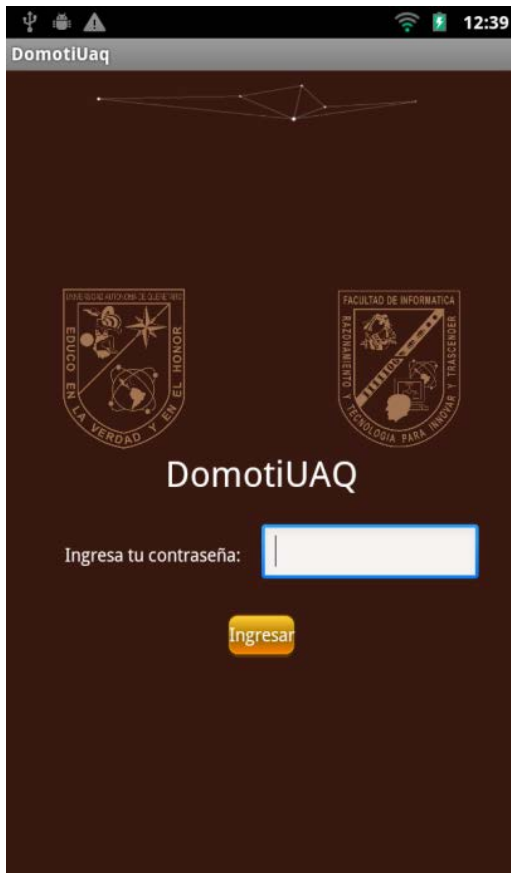 12:39
DomotiUaq
UNIVERSIDAD AUTONOMA DE QUERETARO
EDUCO EN LA VERDAD Y EN EL HONOR
FACULTAD DE INFORMATICA
RAZONAMIENTO Y TECNOLOGIA PARA INNOVAR Y TRASCENDER
DomotiUAQ
Ingresa tu contraseña:
Ingresar